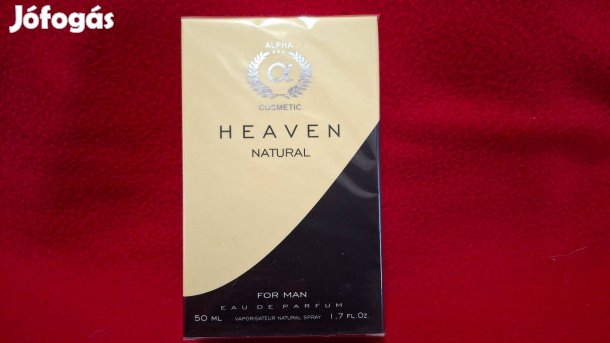 Jófogás
ALPHA
α
COSMETIC
HEAVEN
NATURAL
FOR MAN
EAU DE PARFUM
50 ML VAPORISATEUR NATURAL SPRAY 1,7 FL.Oz.